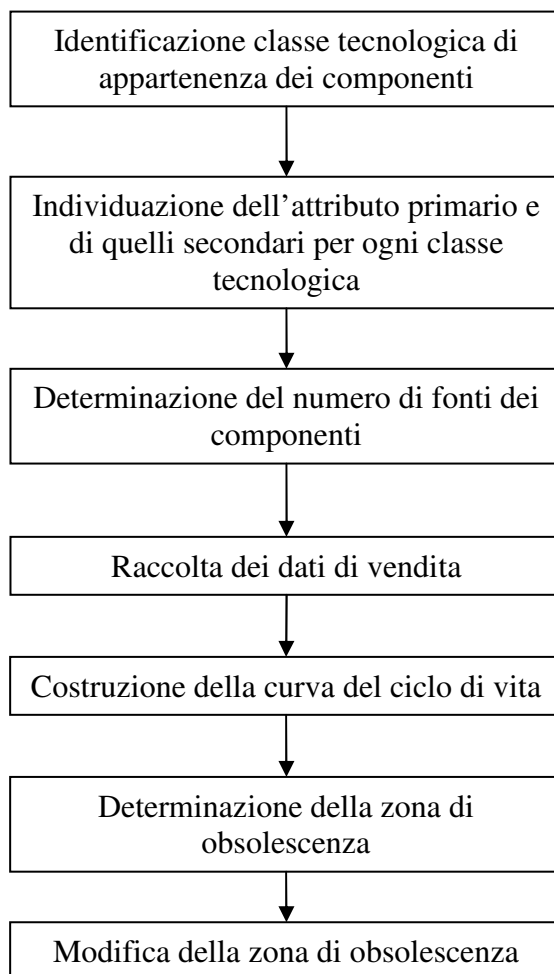 Identificazione classe tecnologica di
appartenenza dei componenti
Individuazione dell’attributo primario e
di quelli secondari per ogni classe
tecnologica
Determinazione del numero di fonti dei
componenti
Raccolta dei dati di vendita
Costruzione della curva del ciclo di vita
Determinazione della zona di
obsolescenza
Modifica della zona di obsolescenza